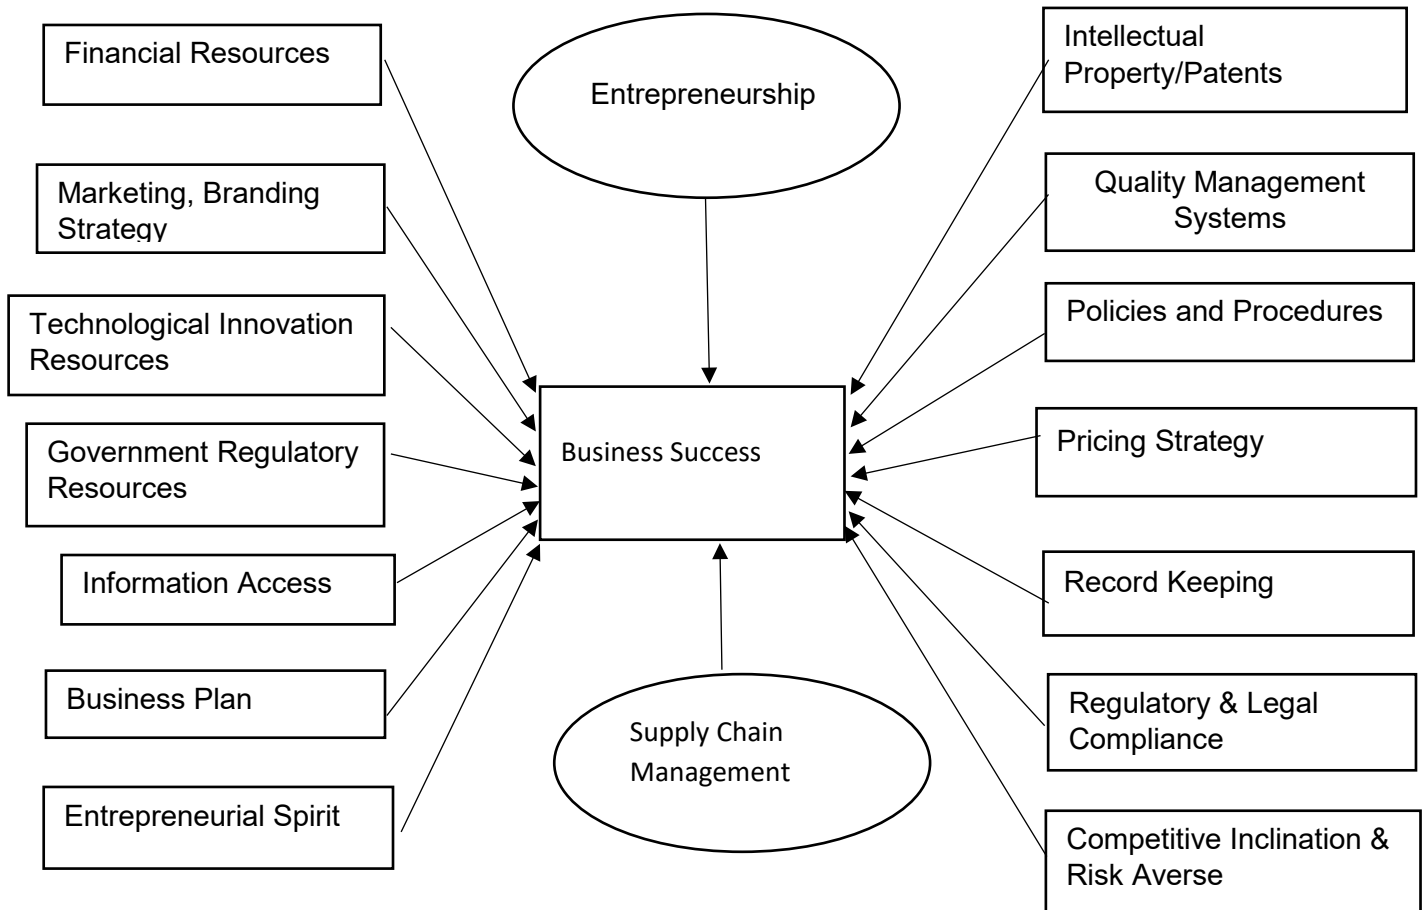 Financial Resources
Marketing, Branding
Strategy
Technological Innovation
Resources
Government Regulatory
Resources
Information Access
Business Plan
Entrepreneurial Spirit
Entrepreneurship
Business Success
Supply Chain
Management
Intellectual
Property/Patents
Quality Management
Systems
Policies and Procedures
Pricing Strategy
Record Keeping
Regulatory & Legal
Compliance
Competitive Inclination &
Risk Averse